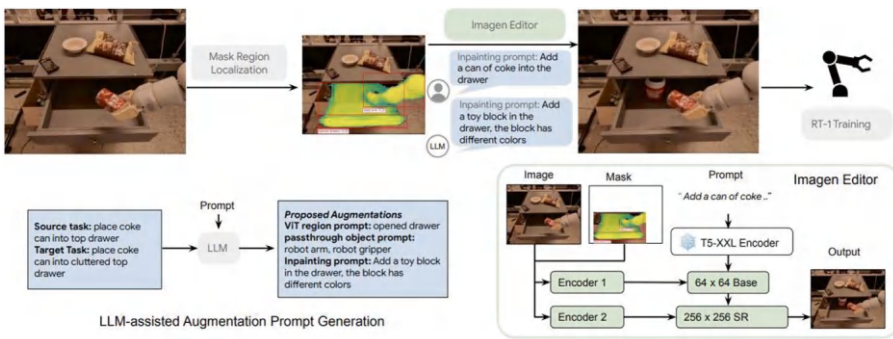 Mask Region
Localization
Imagen Editor
Inpainting prompt: Add
a can of coke into the
drawer
Inpainting prompt: Add
a toy block in the
drawer, the block has
different colors
LLM
RT-1 Training
Source task: place coke
can into top drawer
Target Task: place coke
can into cluttered top
drawer
Prompt
LLM
Proposed Augmentations
ViT region prompt: opened drawer
passthrough object prompt:
robot arm, robot gripper
Inpainting prompt: Add a toy block
in the drawer, the block has
different colors
LLM-assisted Augmentation Prompt Generation
Image
Mask
Prompt
Imagen Editor
“Add a can of coke ..”
T5-XXL Encoder
Output
Encoder 1
64 x 64 Base
Encoder 2
256 x 256 SR